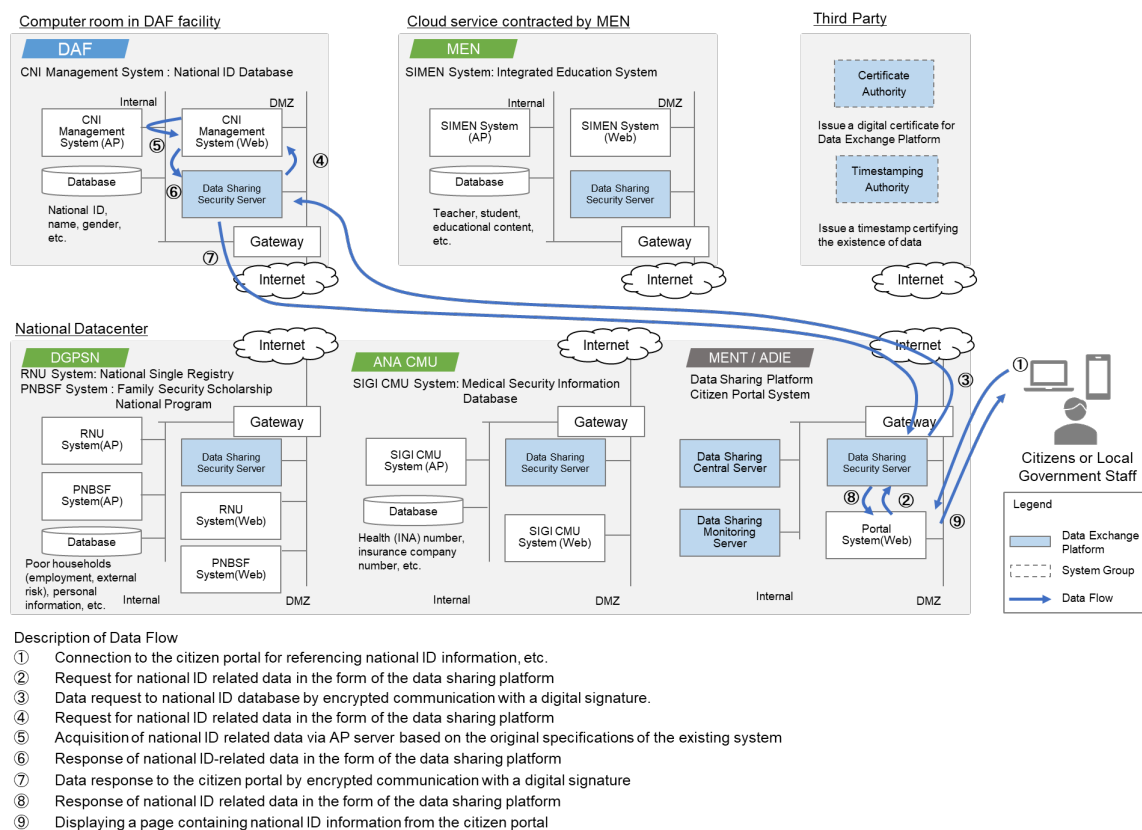 Computer room in DAF facility
DAF
CNI Management System : National ID Database
Internal
DMZ
CNI
Management
System (AP)
CNI
Management
System (Web)
⑤
④
⑥
Database
Data Sharing
Security Server
National ID,
name, gender,
etc.
⑦
Gateway
Internet
Cloud service contracted by MEN
MEN
SIMEN System: Integrated Education System
Internal
DMZ
SIMEN System
(AP)
SIMEN System
(Web)
Database
Data Sharing
Security Server
Teacher, student,
educational content,
etc.
Gateway
Internet
Third Party
Certificate
Authority
Issue a digital certificate for
Data Exchange Platform
Timestamping
Authority
Issue a timestamp certifying
the existence of data
Internet
National Datacenter
Internet
DGPSN
RNU System: National Single Registry
PNBSF System : Family Security Scholarship
National Program
Gateway
RNU
System(AP)
Data Sharing
Security Server
PNBSF
System(AP)
RNU
System(Web)
Database
PNBSF
System(Web)
Poor households
(employment, external
risk), personal
information, etc.
Internal
DMZ
Internet
ANA CMU
SIGI CMU System: Medical Security Information
Database
Gateway
SIGI CMU
System (AP)
Data Sharing
Security Server
Database
Health (INA) number,
insurance company
number, etc.
SIGI CMU
System (Web)
Internal
DMZ
Internet
MENT / ADIE
Data Sharing Platform
Citizen Portal System
③
Gateway
Data Sharing
Central Server
Data Sharing
Security Server
⑧
②
Data Sharing
Monitoring
Server
Portal
System(Web)
⑨
Internal
DMZ
①
Citizens or Local
Government Staff
Legend
Data Exchange
Platform
System Group
Data Flow
Description of Data Flow
① Connection to the citizen portal for referencing national ID information, etc.
② Request for national ID related data in the form of the data sharing platform
③ Data request to national ID database by encrypted communication with a digital signature.
④ Request for national ID related data in the form of the data sharing platform
⑤ Acquisition of national ID related data via AP server based on the original specifications of the existing system
⑥ Response of national ID-related data in the form of the data sharing platform
⑦ Data response to the citizen portal by encrypted communication with a digital signature
⑧ Response of national ID related data in the form of the data sharing platform
⑨ Displaying a page containing national ID information from the citizen portal